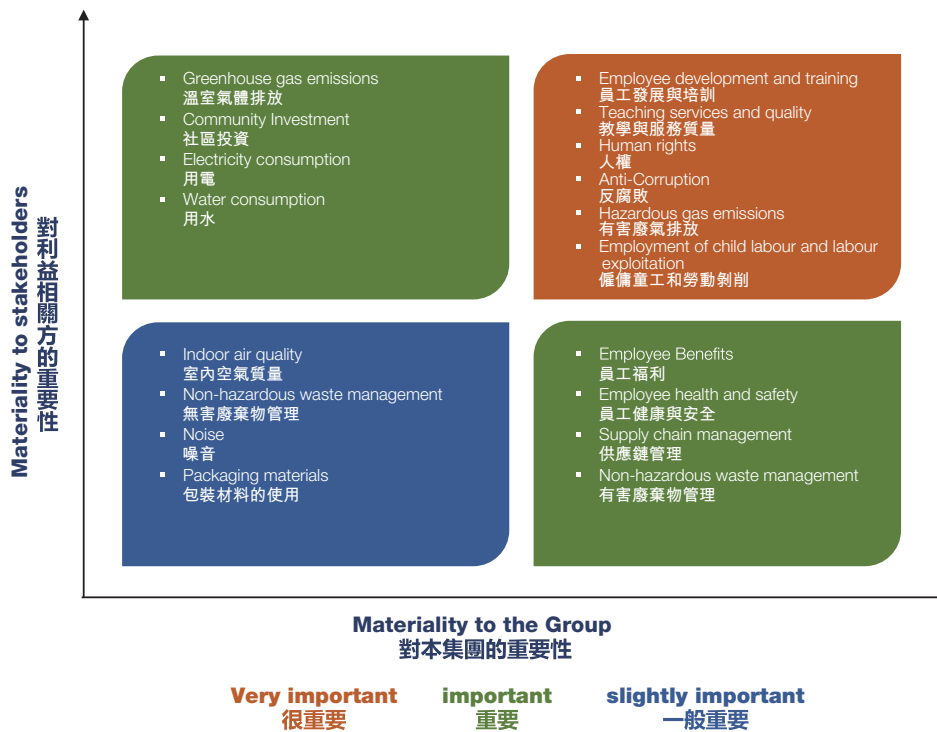 Materiality to stakeholders
對利益相關方的重要性
Greenhouse gas emissions
溫室氣體排放
Community Investment
社區投資
Electricity consumption
用電
Water consumption
用水
Employee development and training
員工發展與培訓
Teaching services and quality
教學與服務質量
Human rights
人權
Anti-Corruption
反腐敗
Hazardous gas emissions
有害廢氣排放
Employment of child labour and labour
exploitation
僱傭童工和勞動剝削
Indoor air quality
室內空氣質量
Non-hazardous waste management
無害廢棄物管理
Noise
噪音
Packaging materials
包裝材料的使用
Employee Benefits
員工福利
Employee health and safety
員工健康與安全
Supply chain management
供應鏈管理
Non-hazardous waste management
有害廢棄物管理
Materiality to the Group
對本集團的重要性
Very important
很重要
important
重要
slightly important
一般重要